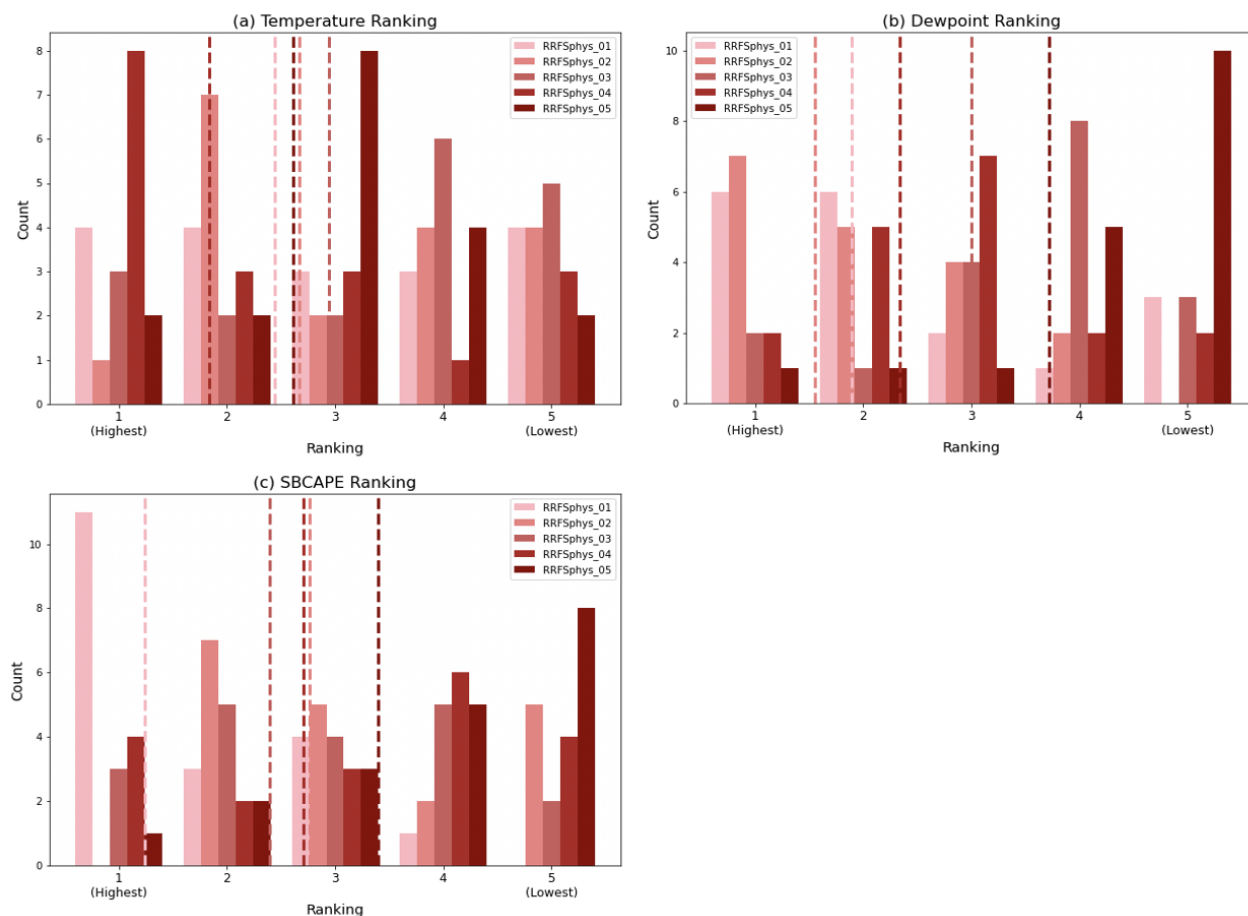 (a) Temperature Ranking
8
7
6
5
4
3
2
1
0
Count
RRFSphys_01
RRFSphys_02
RRFSphys_03
RRFSphys_04
RRFSphys_05
1 2 3 4 5
(Highest) (Lowest)
Ranking
(b) Dewpoint Ranking
10
8
6
4
2
0
Count
RRFSphys_01
RRFSphys_02
RRFSphys_03
RRFSphys_04
RRFSphys_05
1 2 3 4 5
(Highest) (Lowest)
Ranking
(c) SBCAPE Ranking
10
8
6
4
2
0
Count
RRFSphys_01
RRFSphys_02
RRFSphys_03
RRFSphys_04
RRFSphys_05
1 2 3 4 5
(Highest) (Lowest)
Ranking